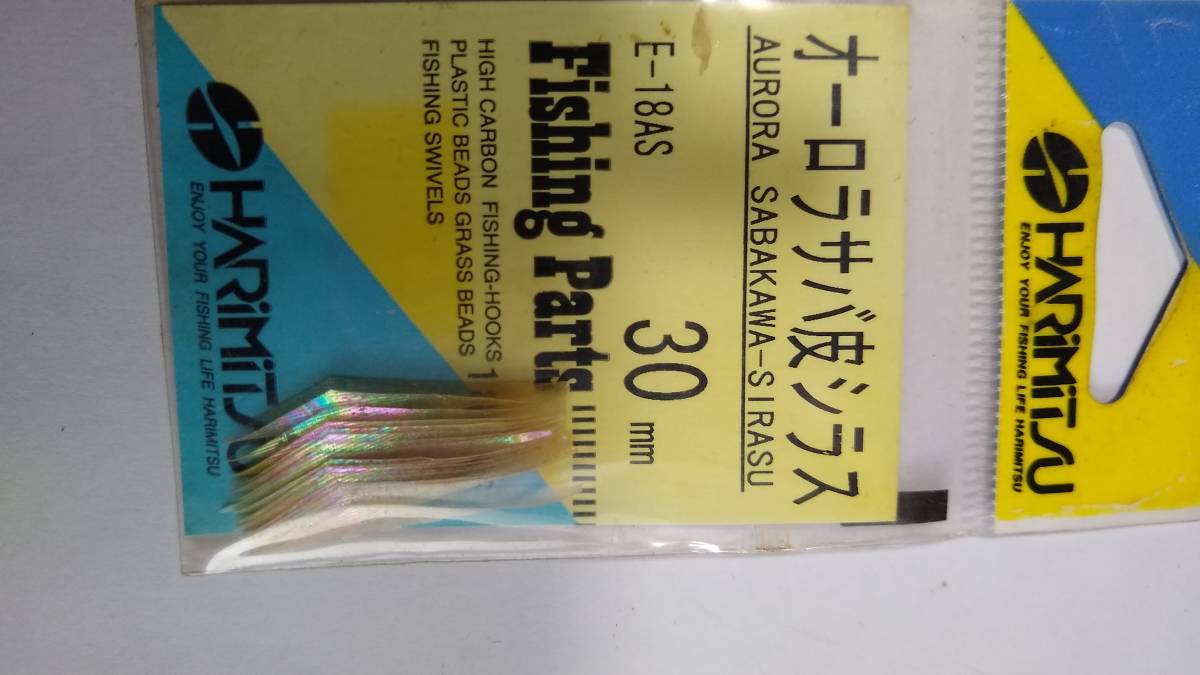 HARiMiTSU
ENJOY YOUR FISHING LIFE HARIMITSU
オーロラサバ皮シラス
AURORA SABAKAWA-SIRASU
30 mm
E-18AS
Fishing Parts
HIGH CARBON FISHING-HOOKS 1
PLASTIC BEADS GRASS BEADS
FISHING SWIVELS
HARiMiTSU
ENJOY YOUR FISHING LIFE HARIMITSU